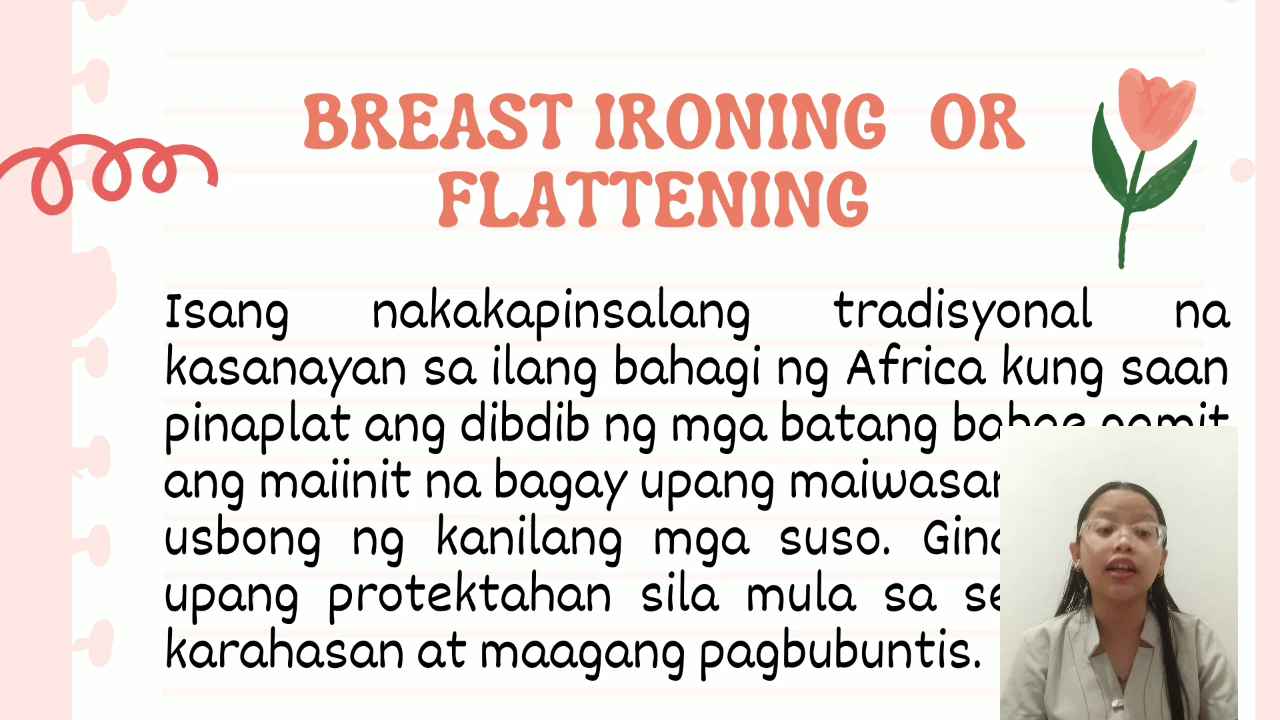 BREAST IRONING OR
FLATTENING
Isang nakakapinsalang tradisyonal na
kasanayan sa ilang bahagi ng Africa kung saan
pinaplat ang dibdib ng mga batang babae gamit
ang maiinit na bagay upang
usbong ng kanilang mga suso.
upang protektahan sila mula sa
karahasan at maagang pagbubuntis.